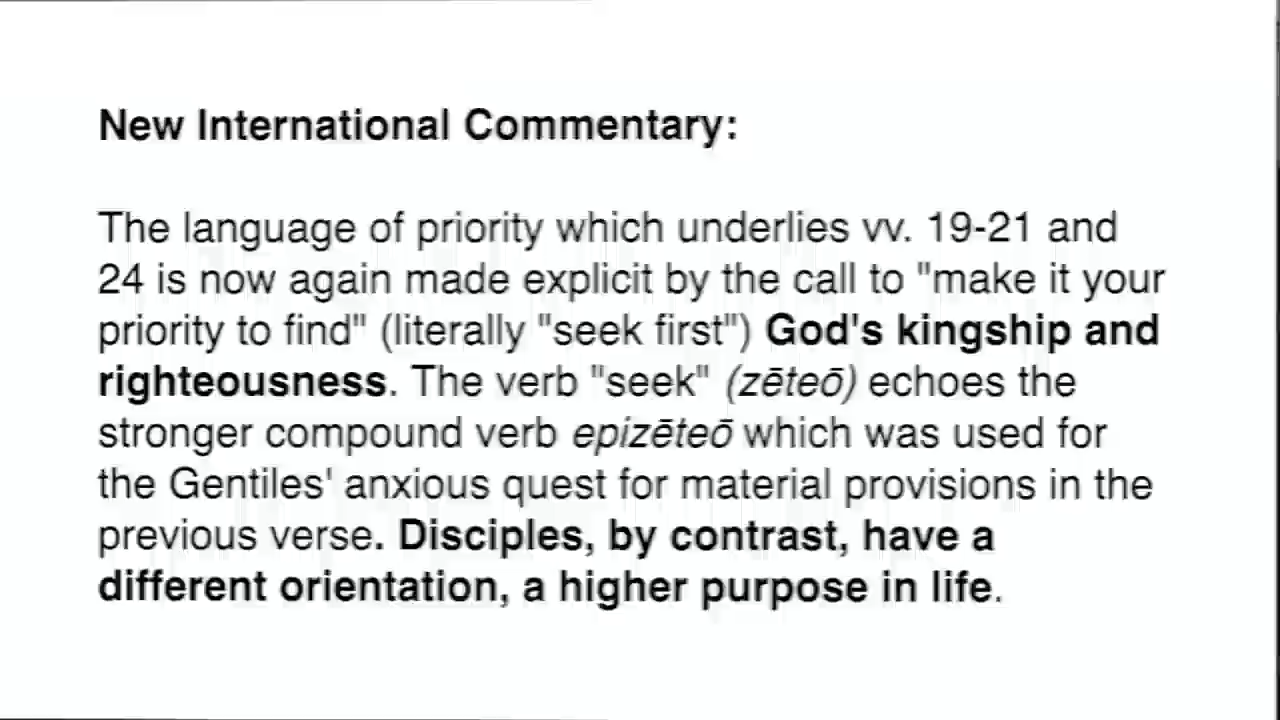 New International Commentary:
The language of priority which underlies vv. 19-21 and
24 is now again made explicit by the call to "make it your
priority to find" (literally "seek first") God's kingship and
righteousness. The verb "seek" (zēteō) echoes the
stronger compound verb epizēteō which was used for
the Gentiles' anxious quest for material provisions in the
previous verse. Disciples, by contrast, have a
different orientation, a higher purpose in life.